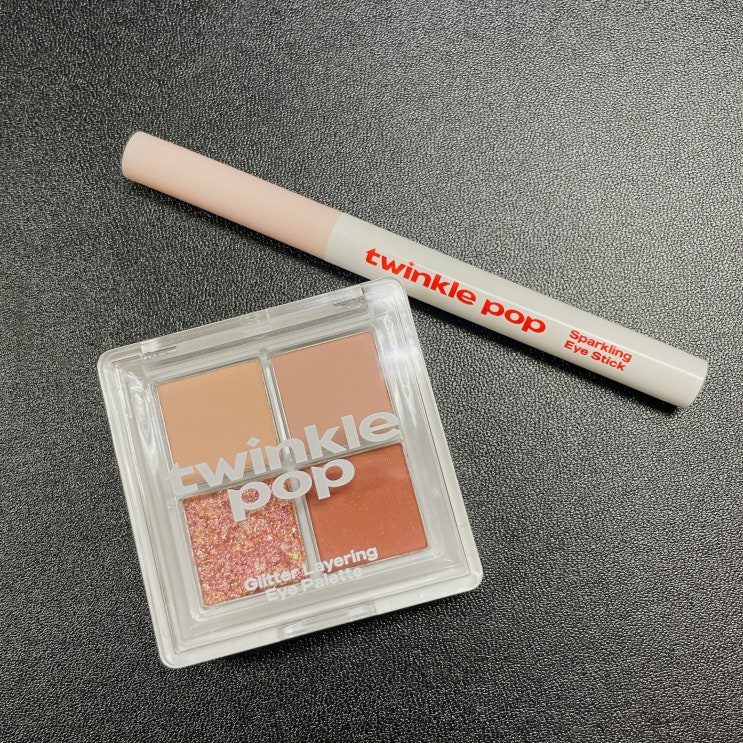 twinkle pop
Sparkling
Eye Stick
twinkle
pop
Glitter Layering
Eye Palette